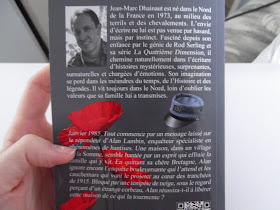 Jean-Marc Dhainaut est né dans le Nord
de la France en 1973, au milieu des
terrils et des chevalements. L'envie
d'écrire ne lui est pas venue par hasard,
mais par instinct. Fasciné depuis son
enfance par le génie de Rod Serling et
sa série La Quatrième Dimension, il
chemine naturellement dans l'écriture
d'histoires mystérieuses, surprenantes,
surnaturelles et chargées d'émotions. Son imagination
se perd dans les méandres du temps, de l'Histoire et des
légendes. Il vit toujours dans le Nord, loin d'oublier les
valeurs que sa famille lui a transmises.
Janvier 1985. Tout commence par un message laissé sur
le répondeur d'Alan Lambin, enquêteur spécialiste en
phénomènes de hantises. Une maison, dans un village
de la Somme, semble hantée par un esprit qui effraie la
famille qui y vit. En quittant sa chère Bretagne, Alan
ignore encore l'enquête bouleversante qui l'attend et des
cauchemars qui vont le projeter au cœur des tranchées
de 1915. Bloqué par une tempête de neige, sous le regard
perçant d'un étrange corbeau, Alan réussira-t-il à libérer
cette maison de ce qui la tourmente ?